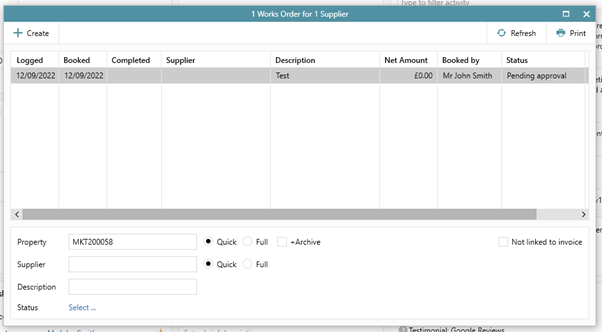 Type to filter activity
1 Works Order for 1 Supplier
Create Refresh Print
Logged Booked Completed Supplier Description Net Amount Booked by Status
12/09/2022 12/09/2022 Test £0.00 Mr John Smith Pending approval
Property MKT200058 Quick Full +Archive Not linked to invoice
Supplier Quick Full
Description
Status Select ...
Testimonial: Google Reviews